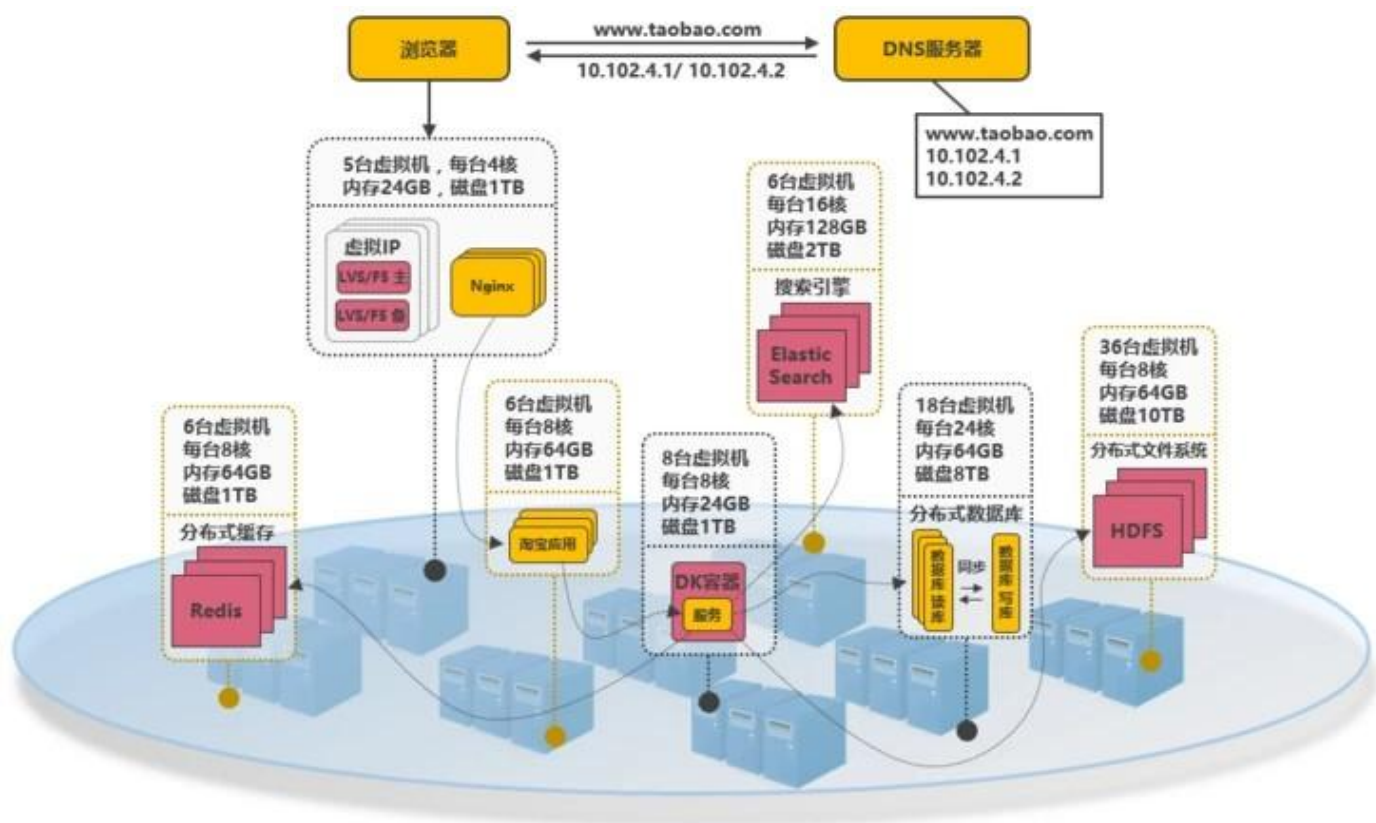 浏览器
www.taobao.com
10.102.4.1/ 10.102.4.2
DNS服务器
www.taobao.com
10.102.4.1
10.102.4.2
5台虚拟机，每台4核
内存24GB，磁盘1TB
虚拟IP
LVS/F5 主
LVS/F5 备
Nginx
6台虚拟机
每台16核
内存128GB
磁盘2TB
搜索引擎
Elastic
Search
36台虚拟机
每台8核
内存64GB
磁盘10TB
分布式文件系统
HDFS
6台虚拟机
每台8核
内存64GB
磁盘1TB
分布式缓存
Redis
6台虚拟机
每台8核
内存64GB
磁盘1TB
淘宝应用
8台虚拟机
每台8核
内存24GB
磁盘1TB
DK容器
服务
18台虚拟机
每台24核
内存64GB
磁盘8TB
分布式数据库
数据库 读库
同步
数据库 写库